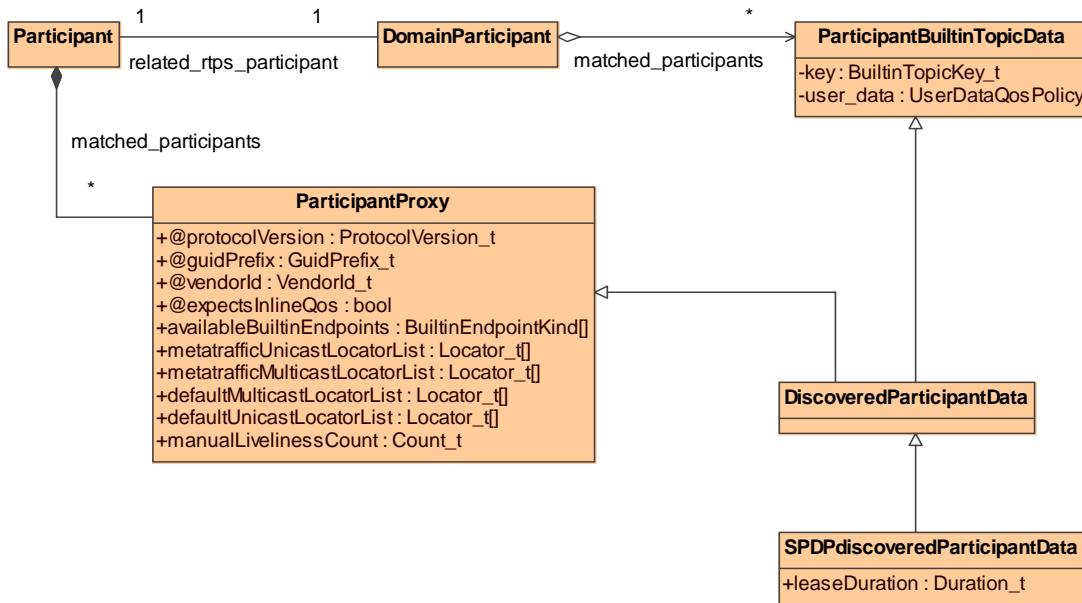 1
1
*
Participant
DomainParticipant
ParticipantBuiltinTopicData
related_rtps_participant
matched_participants
-key : BuiltinTopicKey_t
-user_data : UserDataQosPolicy
matched_participants
*
ParticipantProxy
+@protocolVersion : ProtocolVersion_t
+@guidPrefix : GuidPrefix_t
+@vendorId : VendorId_t
+@expectsInlineQos : bool
+availableBuiltinEndpoints : BuiltinEndpointKind[]
+metatrafficUnicastLocatorList : Locator_t[]
+metatrafficMulticastLocatorList : Locator_t[]
+defaultMulticastLocatorList : Locator_t[]
+defaultUnicastLocatorList : Locator_t[]
+manualLivelinessCount : Count_t
DiscoveredParticipantData
SPDPdiscoveredParticipantData
+leaseDuration : Duration_t